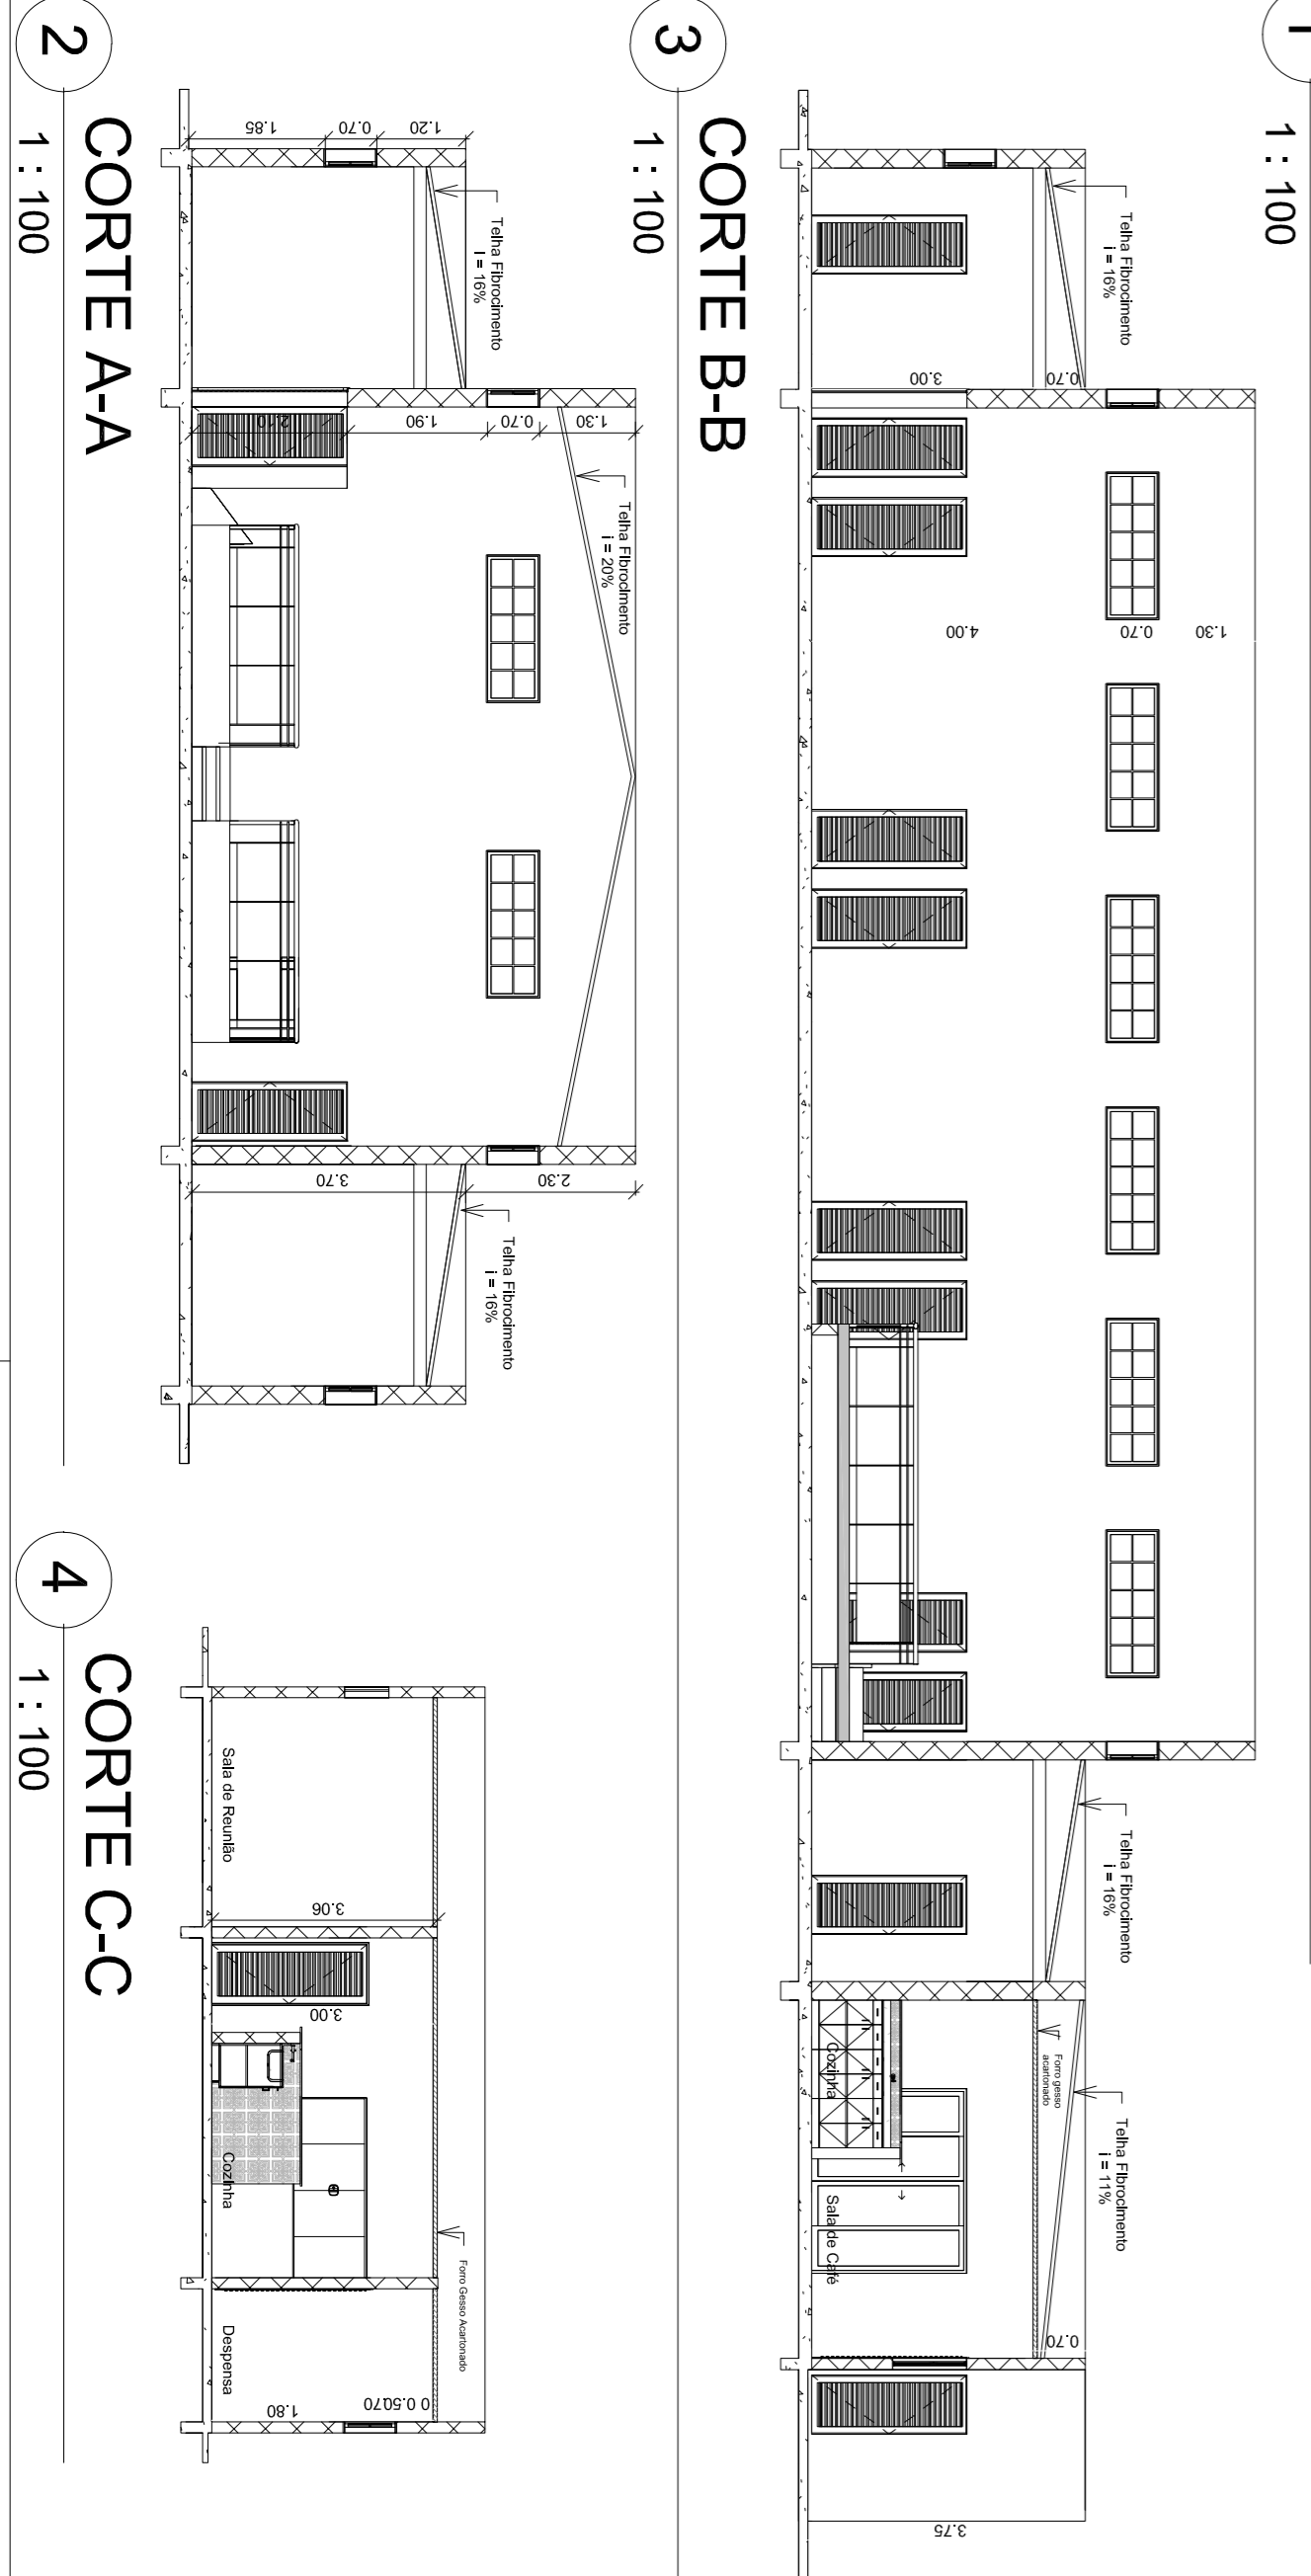 1
1 : 100
Telha Fibrocimento
i = 16%
0.70
3.00
1.30
0.70
4.00
Telha Fibrocimento
i = 16%
Forro gesso
acartonado
Telha Fibrocimento
i = 11%
Cozinha
Sala de Café
0.70
3.75
3
CORTE B-B
1 : 100
1.20
0.70
1.85
Telha Fibrocimento
i = 16%
1.30
0.70
1.90
2.10
Telha Fibrocimento
i = 20%
2.30
3.70
Telha Fibrocimento
i = 16%
2
CORTE A-A
1 : 100
Sala de Reunião
3.06
3.00
Cozinha
Forro Gesso Acartonado
Despensa
1.80
4
CORTE C-C
1 : 100